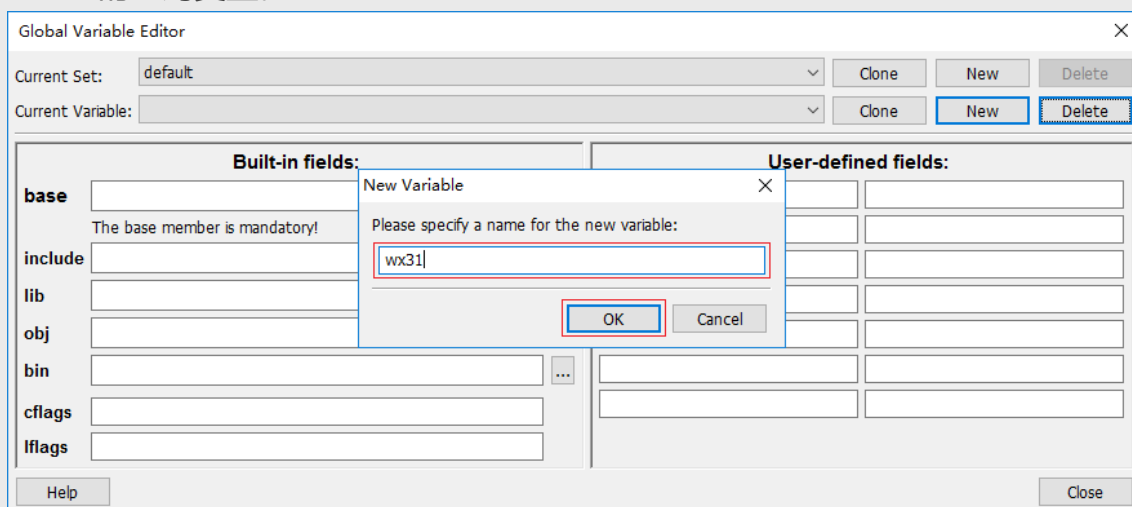 Global Variable Editor
Current Set: default Clone New Delete
Current Variable: Clone New Delete
Built-in fields: User-defined fields:
New Variable
base
Please specify a name for the new variable:
The base member is mandatory!
include
wx31
lib
OK Cancel
obj
bin ...
cflags
lflags
Help Close